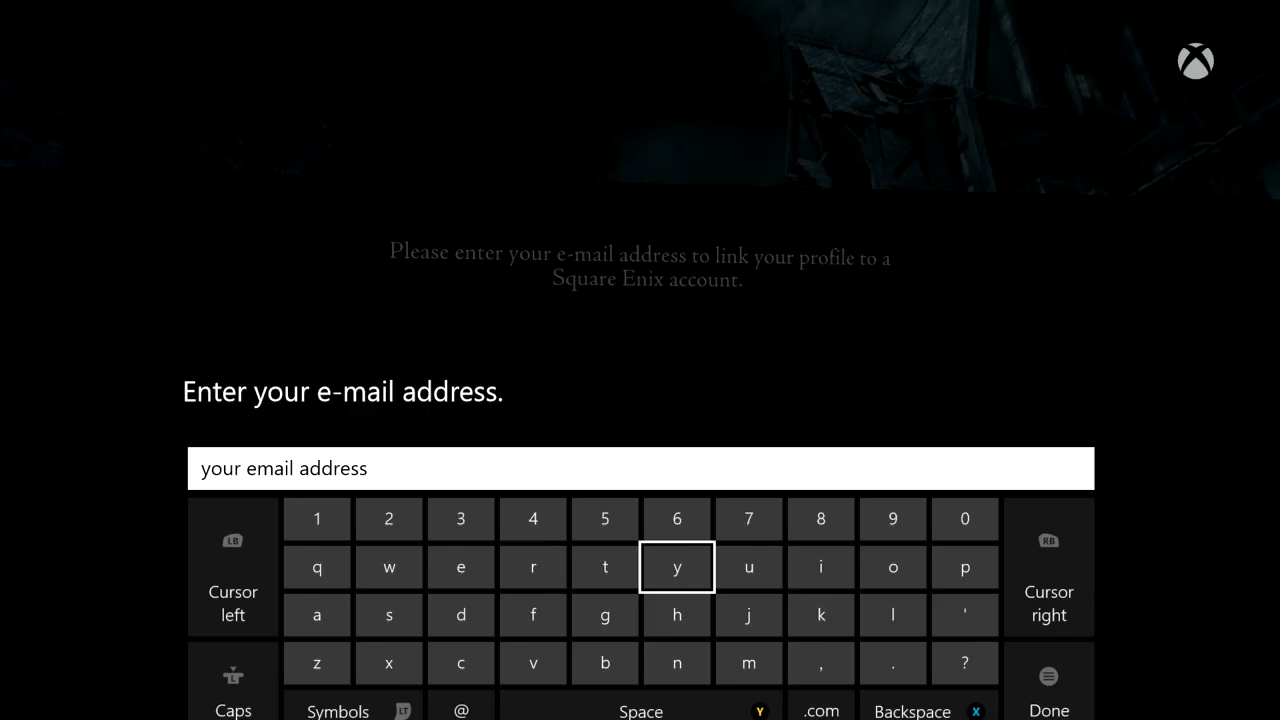 Please enter your e-mail address to link your profile to a
Square Enix account.
Enter your e-mail address.
your email address
1 2 3 4 5 6 7 8 9 0
LB q w e r t y u i o p RB
Cursor left a s d f g h j k l ' Cursor right
L z x c v b n m , . ?
Caps Symbols LT @ Space Y .com Backspace X Done